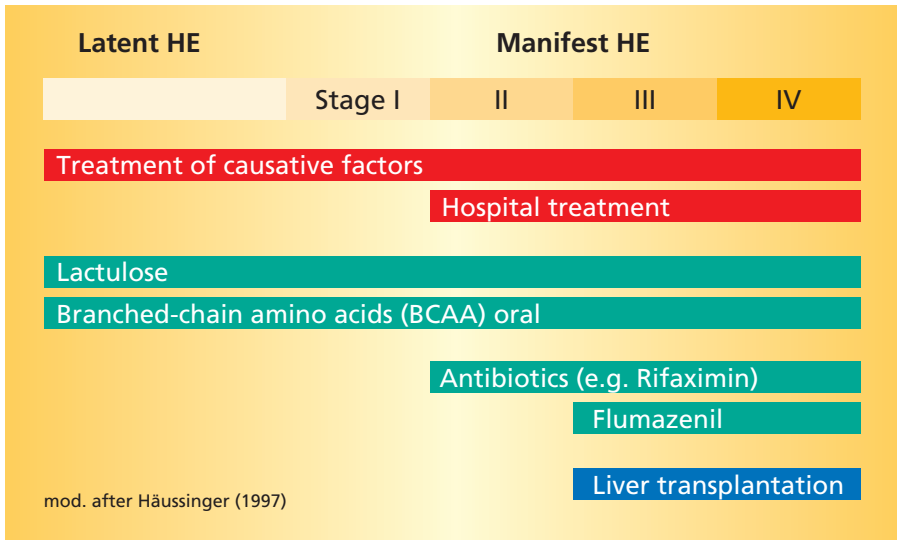 Latent HE Manifest HE
Stage I II III IV
Treatment of causative factors
Hospital treatment
Lactulose
Branched-chain amino acids (BCAA) oral
Antibiotics (e.g. Rifaximin)
Flumazenil
Liver transplantation
mod. after Häussinger (1997)